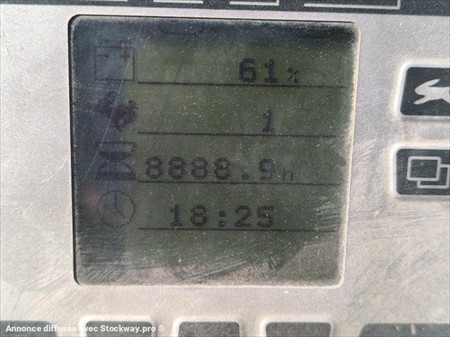 61%
1
8888.9h
18:25
Annonce diffusée avec Stockway.pro ©